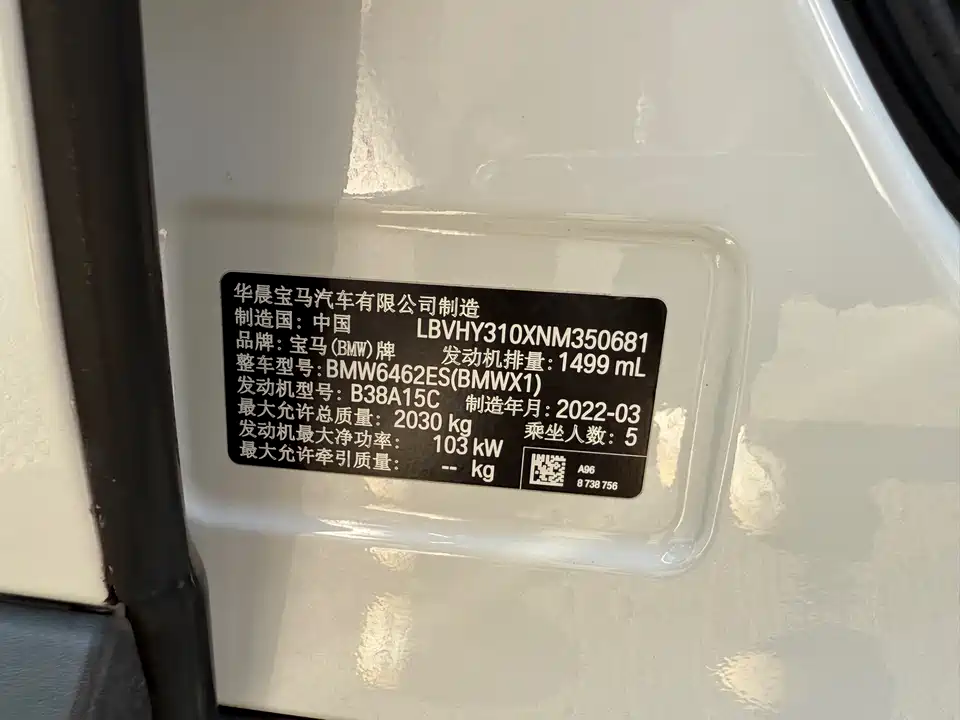 华晨宝马汽车有限公司制造
制造国：中国 LBVHY310XNM350681
品牌：宝马(BMW)牌 发动机排量：1499 mL
整车型号：BMW6462ES(BMWX1)
发动机型号：B38A15C 制造年月：2022-03
最大允许总质量：2030 kg 乘坐人数：5
发动机最大净功率：103 kW
最大允许牵引质量：-- kg
A96
8 738 756